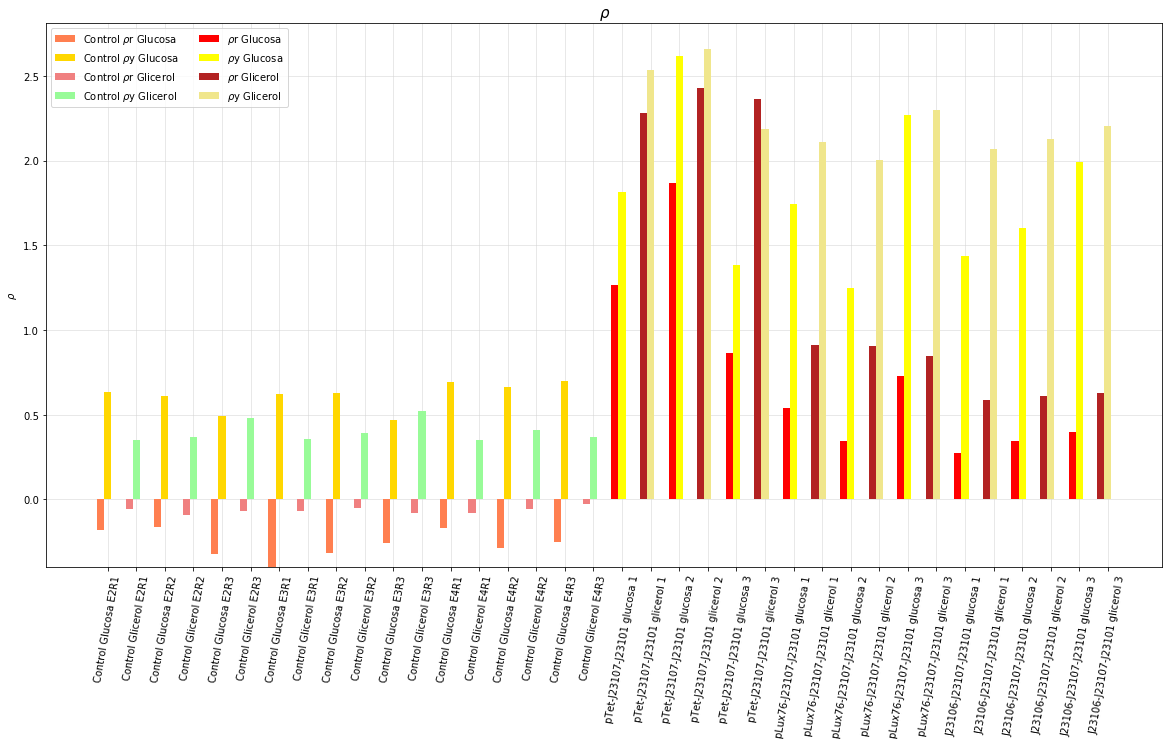 ρ
Control ρr Glucosa
Control ρy Glucosa
Control ρr Glicerol
Control ρy Glicerol
ρr Glucosa
ρy Glucosa
ρr Glicerol
ρy Glicerol
ρ
2.5
2.0
1.5
1.0
0.5
0.0
Control Glucosa E2R1
Control Glicerol E2R1
Control Glucosa E2R2
Control Glicerol E2R2
Control Glucosa E2R3
Control Glicerol E2R3
Control Glucosa E3R1
Control Glicerol E3R1
Control Glucosa E3R2
Control Glicerol E3R2
Control Glucosa E3R3
Control Glicerol E3R3
Control Glucosa E4R1
Control Glicerol E4R1
Control Glucosa E4R2
Control Glicerol E4R2
Control Glucosa E4R3
Control Glicerol E4R3
pTet-J23107-J23101 glucosa 1
pTet-J23107-J23101 glicerol 1
pTet-J23107-J23101 glucosa 2
pTet-J23107-J23101 glicerol 2
pTet-J23107-J23101 glucosa 3
pTet-J23107-J23101 glicerol 3
pLux76-J23107-J23101 glucosa 1
pLux76-J23107-J23101 glicerol 1
pLux76-J23107-J23101 glucosa 2
pLux76-J23107-J23101 glicerol 2
pLux76-J23107-J23101 glucosa 3
pLux76-J23107-J23101 glicerol 3
J23106-J23107-J23101 glucosa 1
J23106-J23107-J23101 glicerol 1
J23106-J23107-J23101 glucosa 2
J23106-J23107-J23101 glicerol 2
J23106-J23107-J23101 glucosa 3
J23106-J23107-J23101 glicerol 3